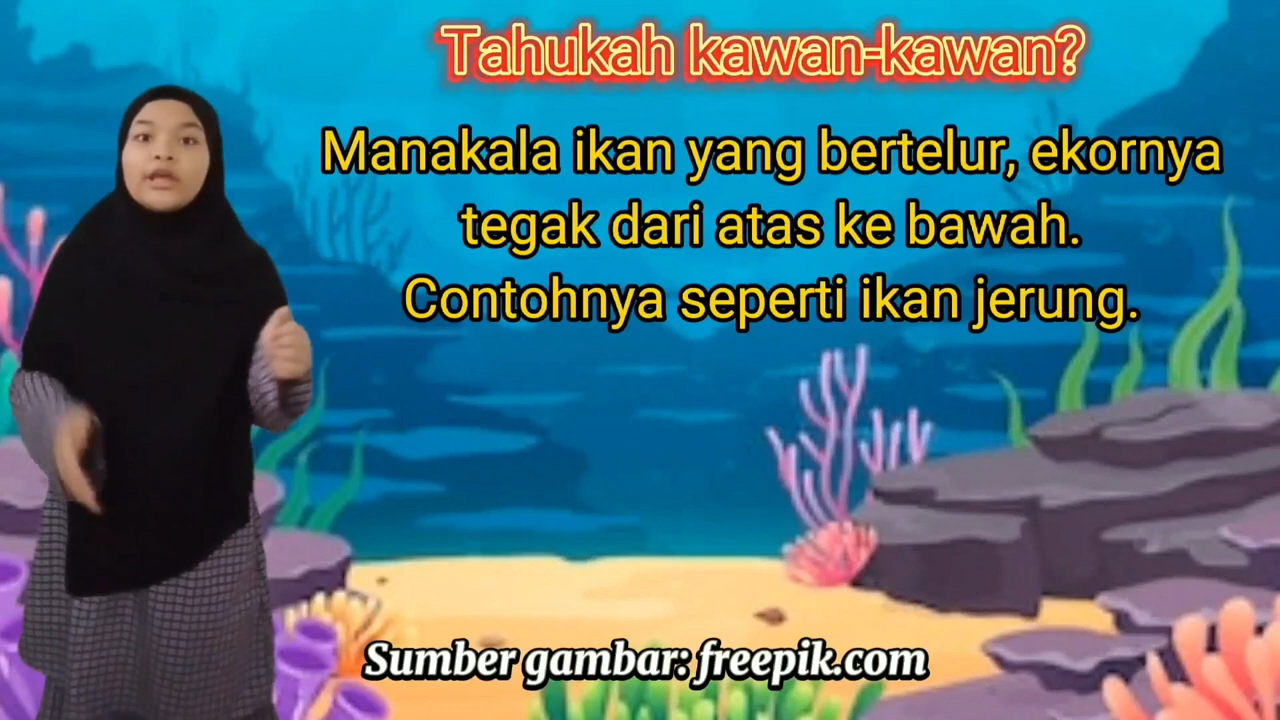 Tahukah kawan-kawan?
Manakala ikan yang bertelur, ekornya
tegak dari atas ke bawah.
Contohnya seperti ikan jerung.
Sumber gambar: freepik.com